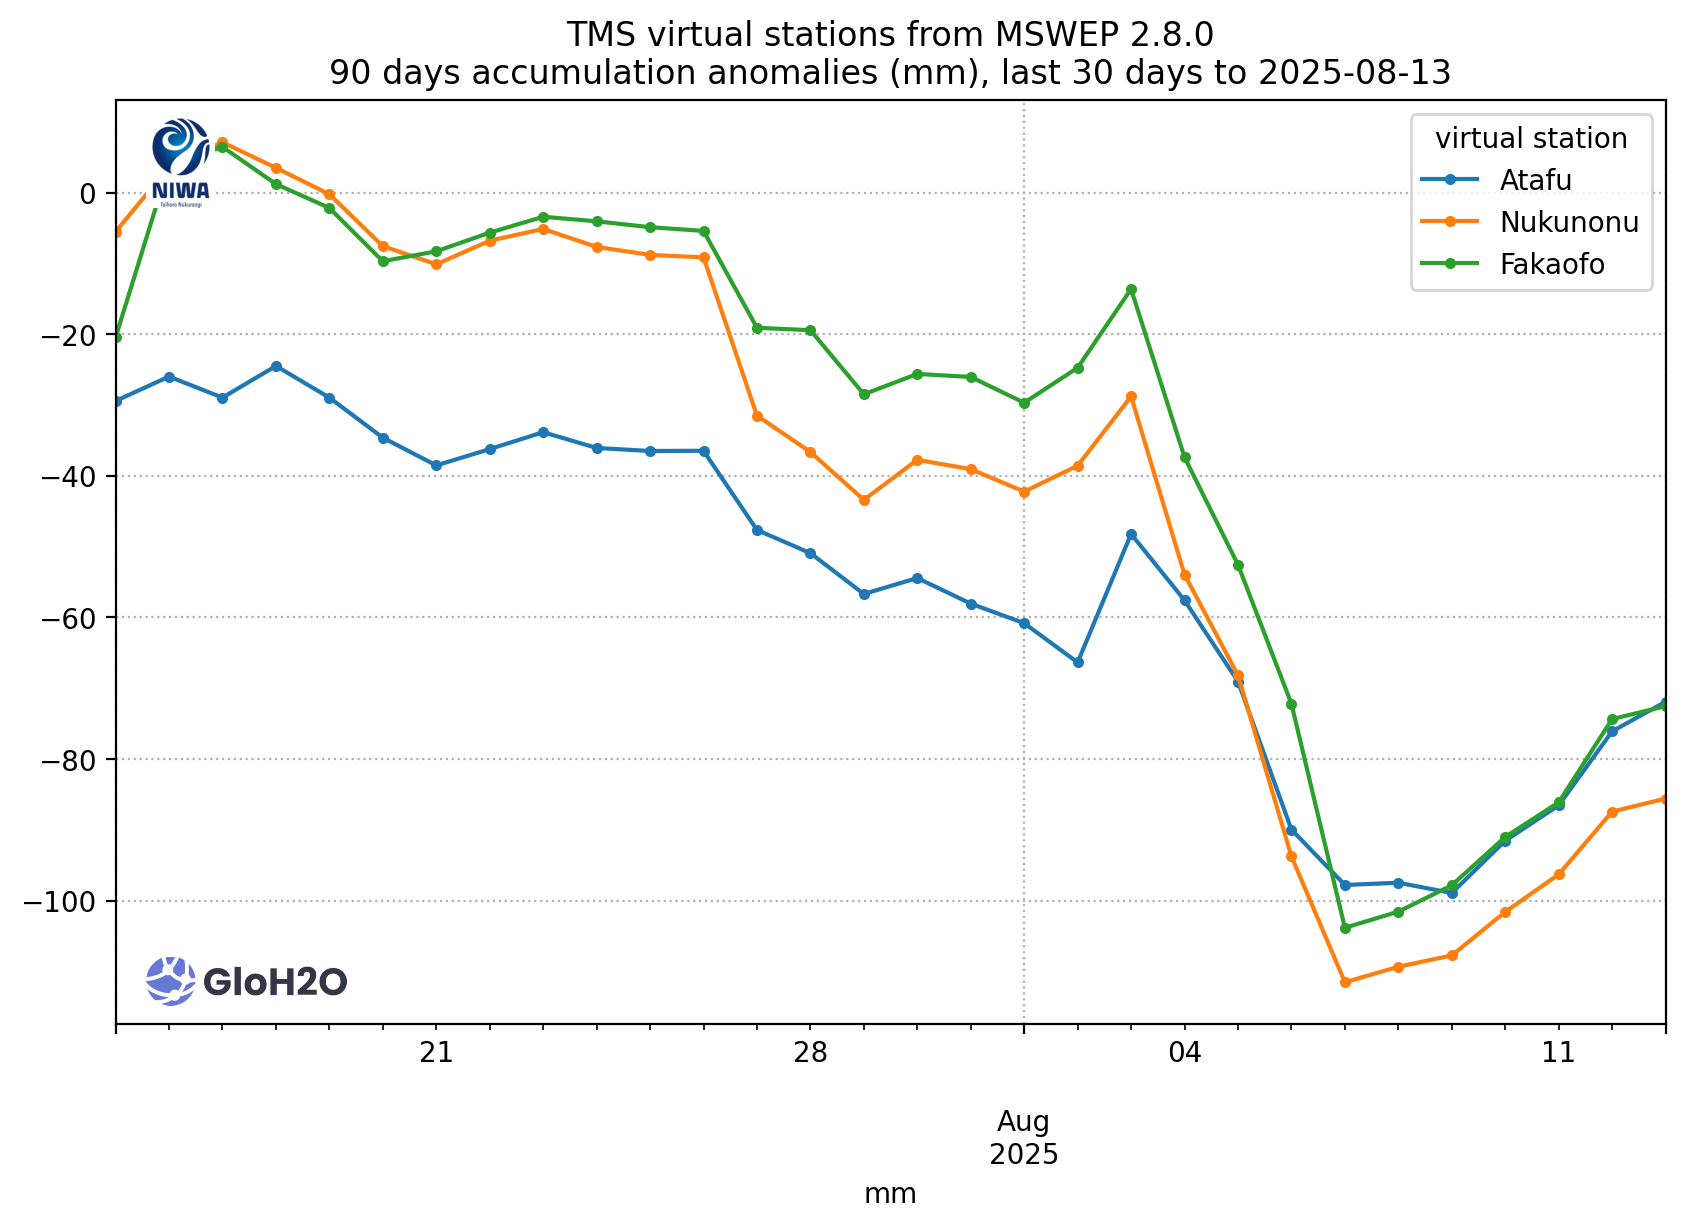 TMS virtual stations from MSWEP 2.8.0
90 days accumulation anomalies (mm), last 30 days to 2025-08-13
NIWA
Taihoro Nukurangi
virtual station
Atafu
Nukunonu
Fakaofo
0
−20
−40
−60
−80
−100
GloH2O
21
28
04
11
Aug
2025
mm